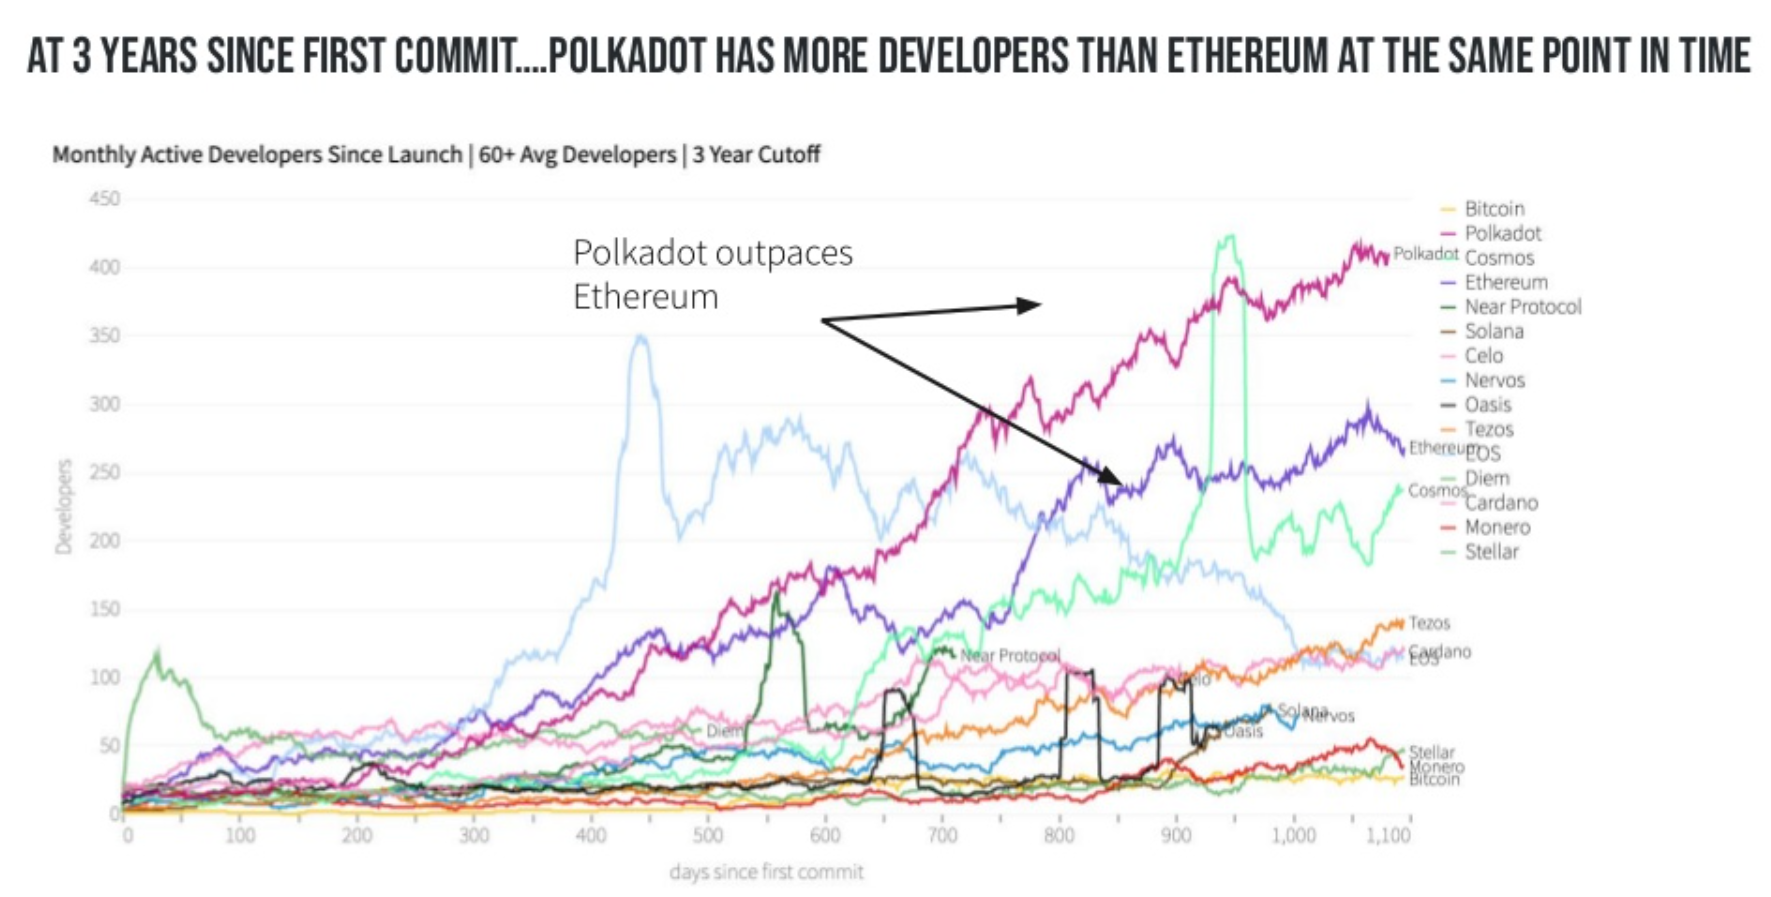 AT 3 YEARS SINCE FIRST COMMIT....POLKADOT HAS MORE DEVELOPERS THAN ETHEREUM AT THE SAME POINT IN TIME
Monthly Active Developers Since Launch | 60+ Avg Developers | 3 Year Cutoff
450
400
350
300
250
200
150
100
50
0
Developers
Polkadot outpaces
Ethereum
Polkadot
Ethereum
Cosmos
Tezos
Cardano
EOS
Near Protocol
Celo
Diem
Solana
Nervos
Oasis
Stellar
Monero
Bitcoin
0 100 200 300 400 500 600 700 800 900 1,000 1,100
days since first commit
Bitcoin
Polkadot
Cosmos
Ethereum
Near Protocol
Solana
Celo
Nervos
Oasis
Tezos
EOS
Diem
Cardano
Monero
Stellar